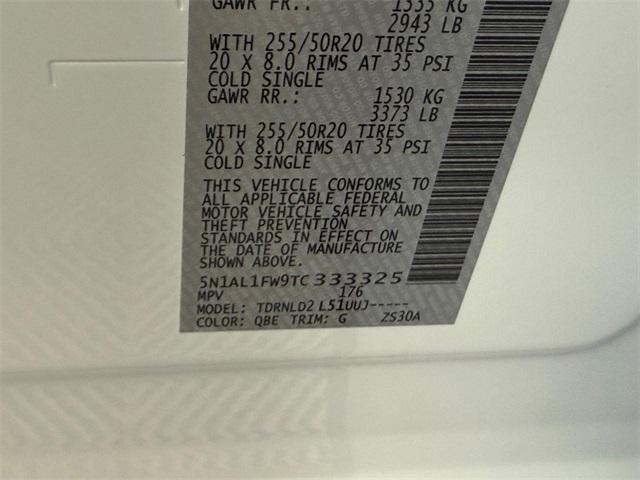 GAWR FR.: 1335 KG
2943 LB
WITH 255/50R20 TIRES
20 X 8.0 RIMS AT 35 PSI
COLD SINGLE
GAWR RR.: 1530 KG
3373 LB
WITH 255/50R20 TIRES
20 X 8.0 RIMS AT 35 PSI
COLD SINGLE
THIS VEHICLE CONFORMS TO
ALL APPLICABLE FEDERAL
MOTOR VEHICLE SAFETY AND
THEFT PREVENTION
STANDARDS IN EFFECT ON
THE DATE OF MANUFACTURE
SHOWN ABOVE.
5N1AL1FW9TC333325
MPV 176
MODEL: TDRNLD2 L51UUJ-----
COLOR: QBE TRIM: G ZS30A